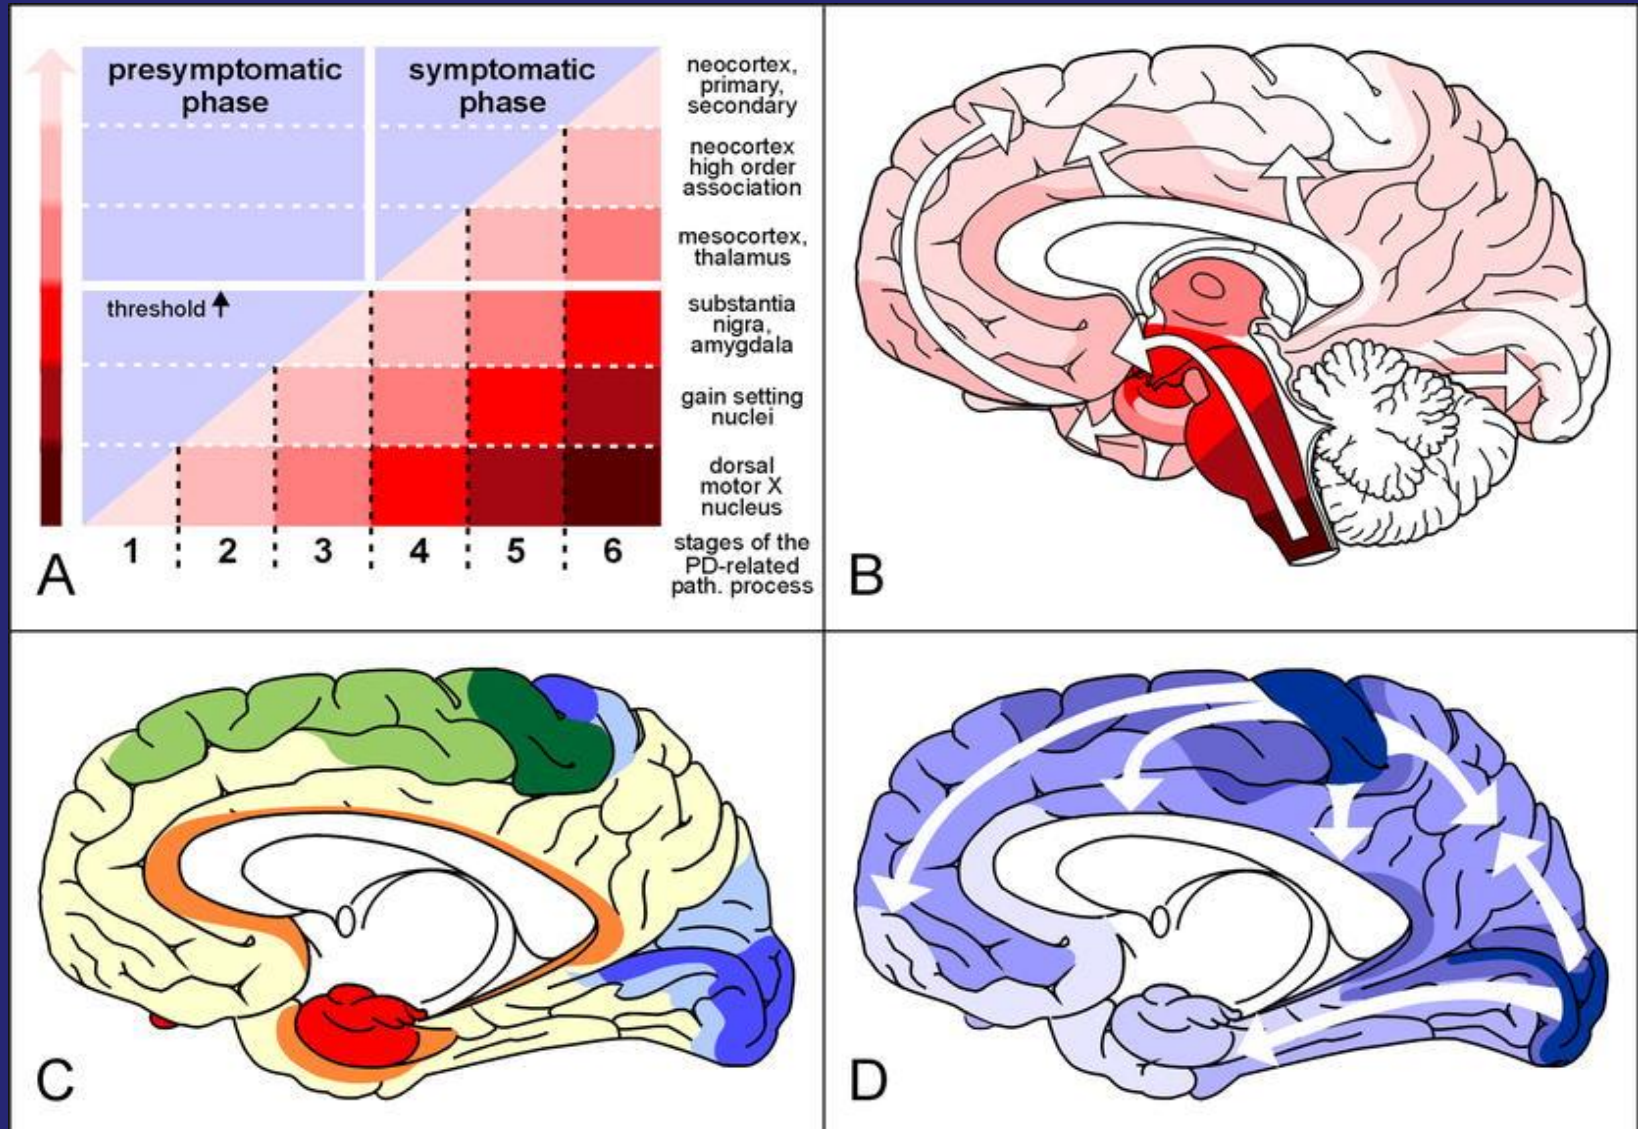 presymptomatic
phase
symptomatic
phase
neocortex,
primary,
secondary
neocortex
high order
association
mesocortex,
thalamus
threshold
substantia
nigra,
amygdala
gain setting
nuclei
dorsal
motor X
nucleus
1 2 3 4 5 6
stages of the
PD-related
path. process
A
B
C
D